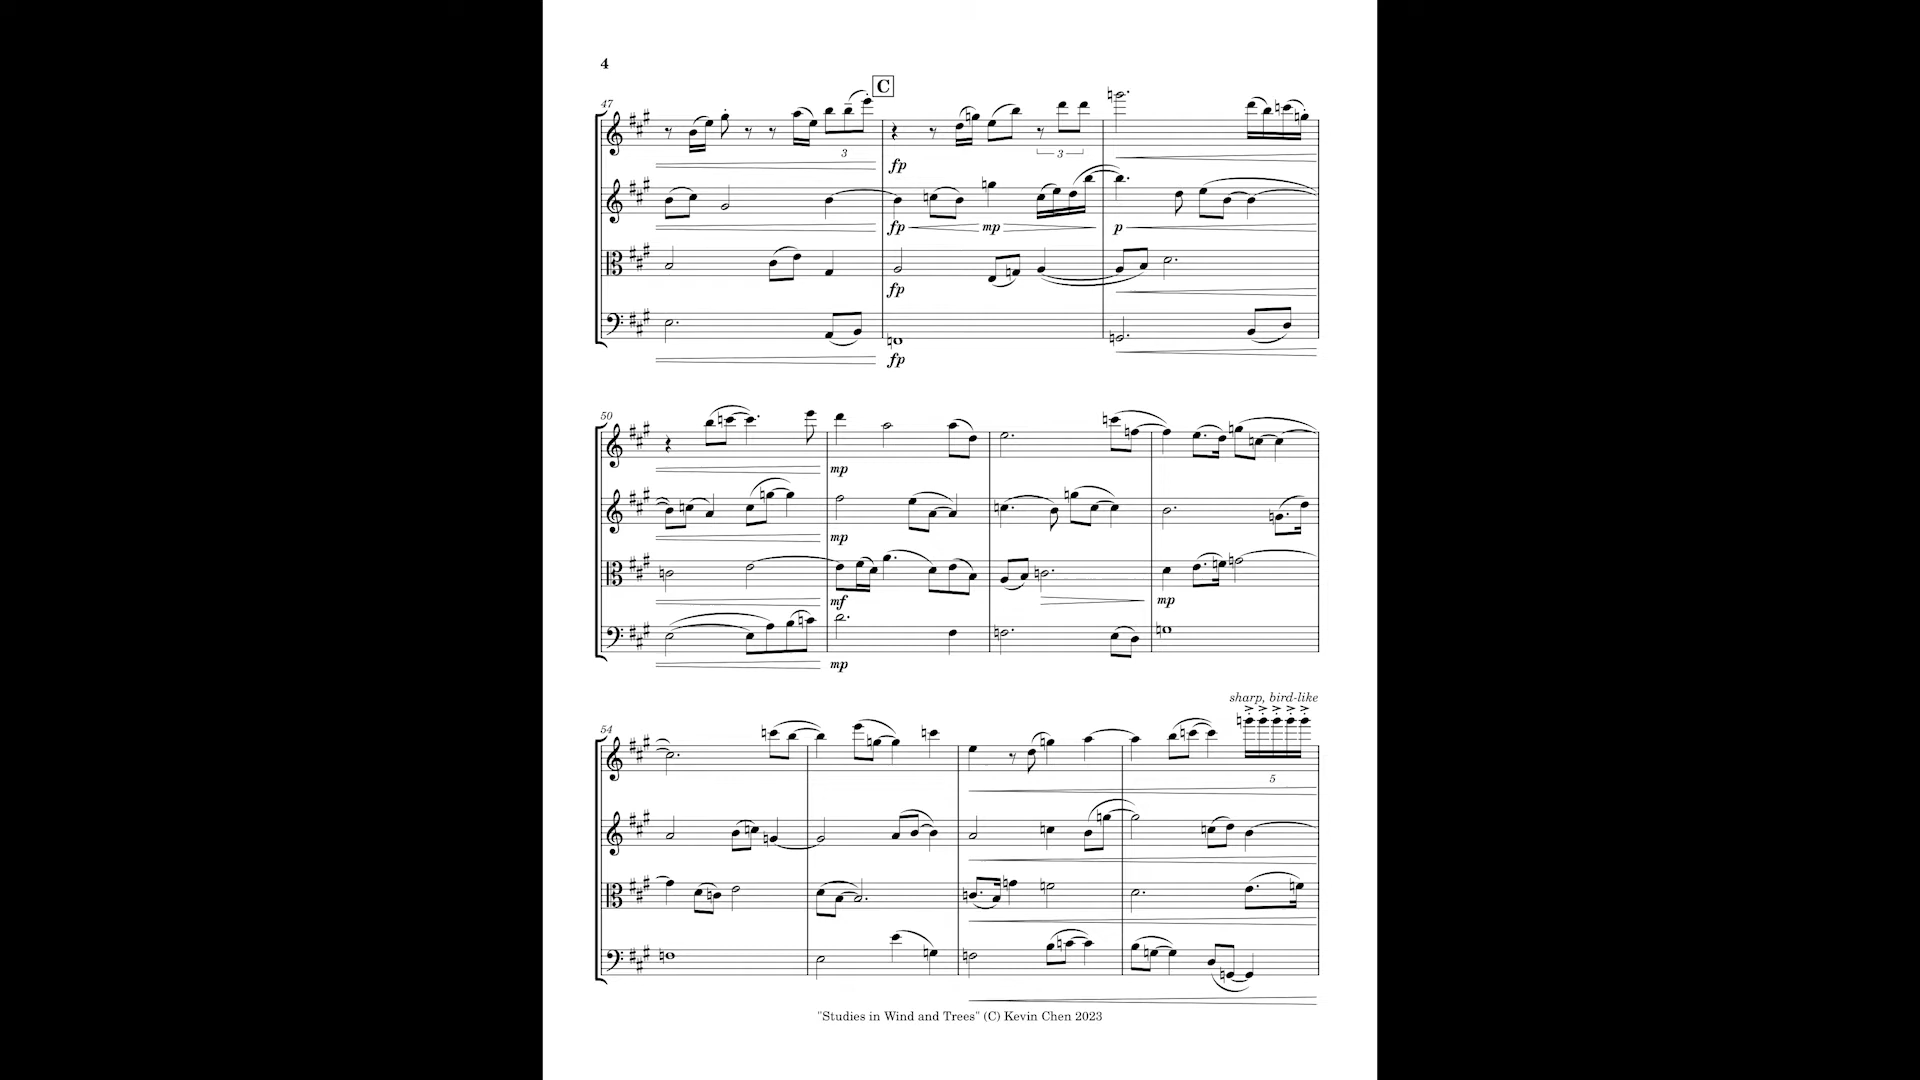 4
C
47
3
3
fp
fp mp p
fp
fp
50
mp
mp
mf mp
mp
sharp, bird-like
54
5
"Studies in Wind and Trees" (C) Kevin Chen 2023